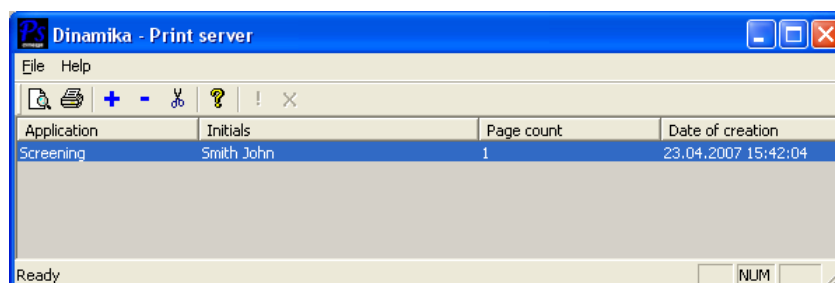 Ps Dinamika - Print server
File Help
Application Initials Page count Date of creation
Screening Smith John 1 23.04.2007 15:42:04
Ready NUM